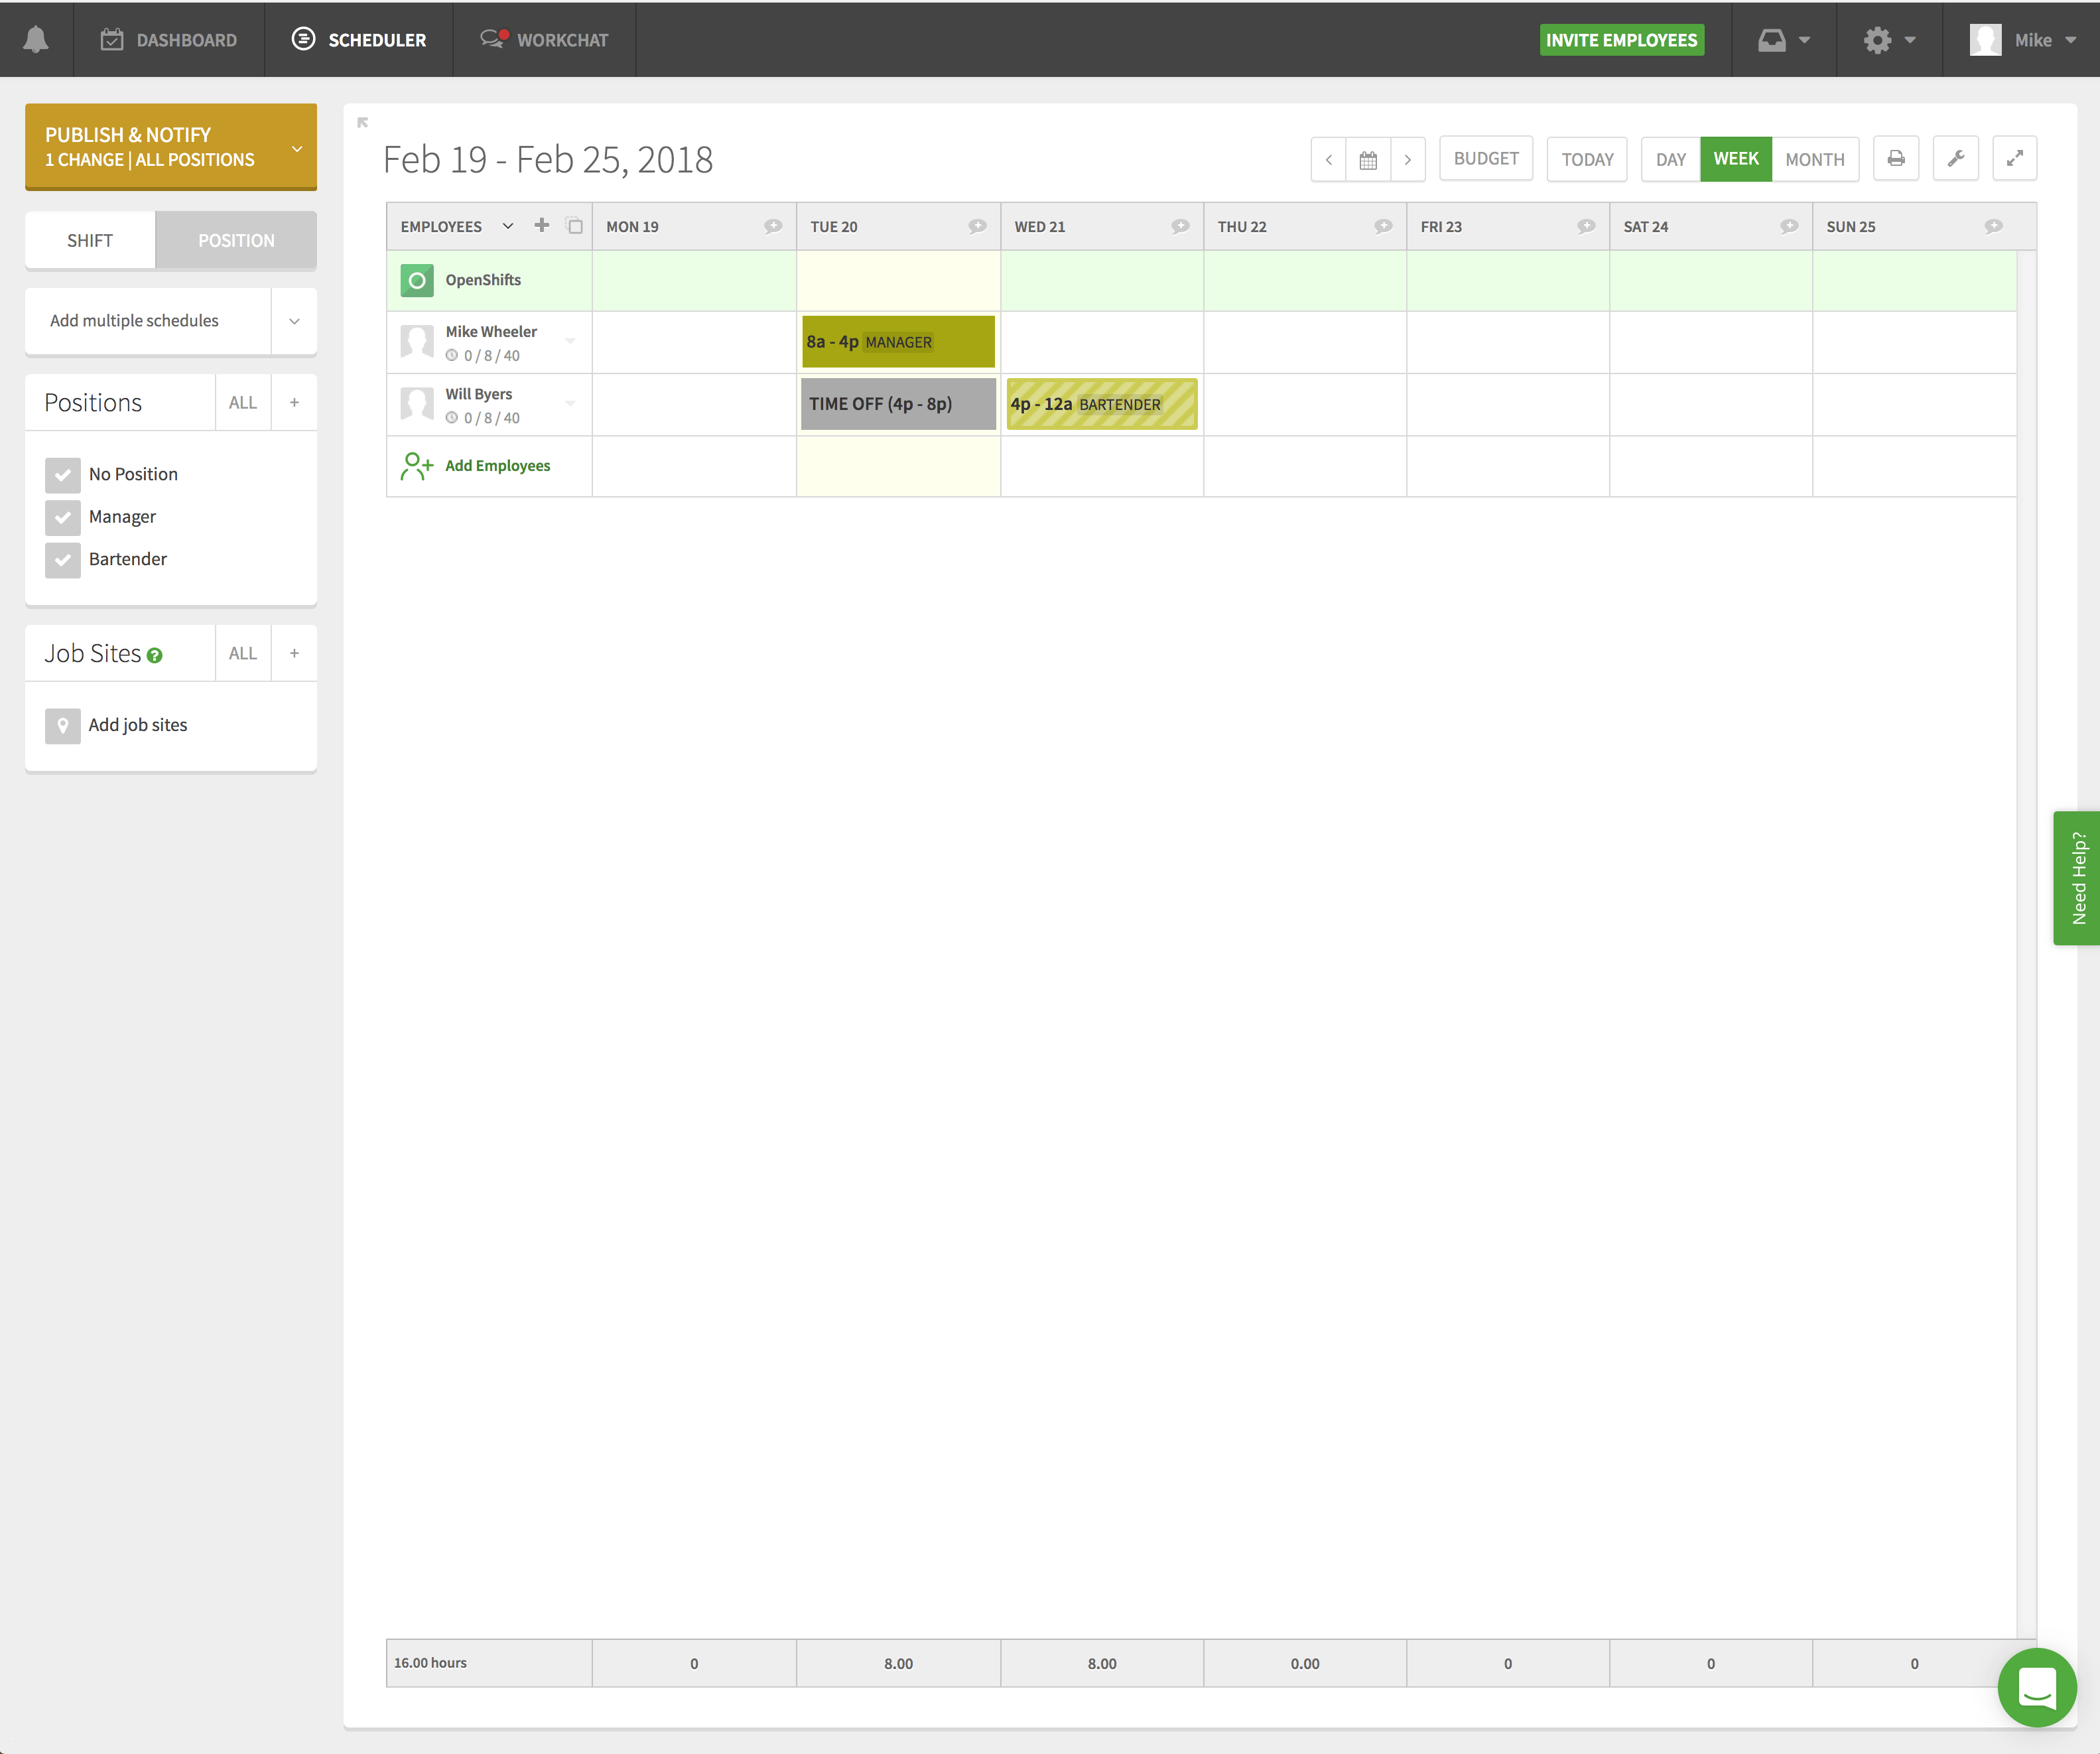 DASHBOARD
SCHEDULER
WORKCHAT
INVITE EMPLOYEES
Mike
PUBLISH & NOTIFY
1 CHANGE | ALL POSITIONS
SHIFT
POSITION
Add multiple schedules
Positions
ALL
+
No Position
Manager
Bartender
Job Sites ?
ALL
+
Add job sites
Feb 19 - Feb 25, 2018
BUDGET
TODAY
DAY
WEEK
MONTH
EMPLOYEES
MON 19
TUE 20
WED 21
THU 22
FRI 23
SAT 24
SUN 25
OpenShifts
Mike Wheeler
0 / 8 / 40
8a - 4p MANAGER
Will Byers
0 / 8 / 40
TIME OFF (4p - 8p)
4p - 12a BARTENDER
Add Employees
Need Help?
16.00 hours
0
8.00
8.00
0.00
0
0
0